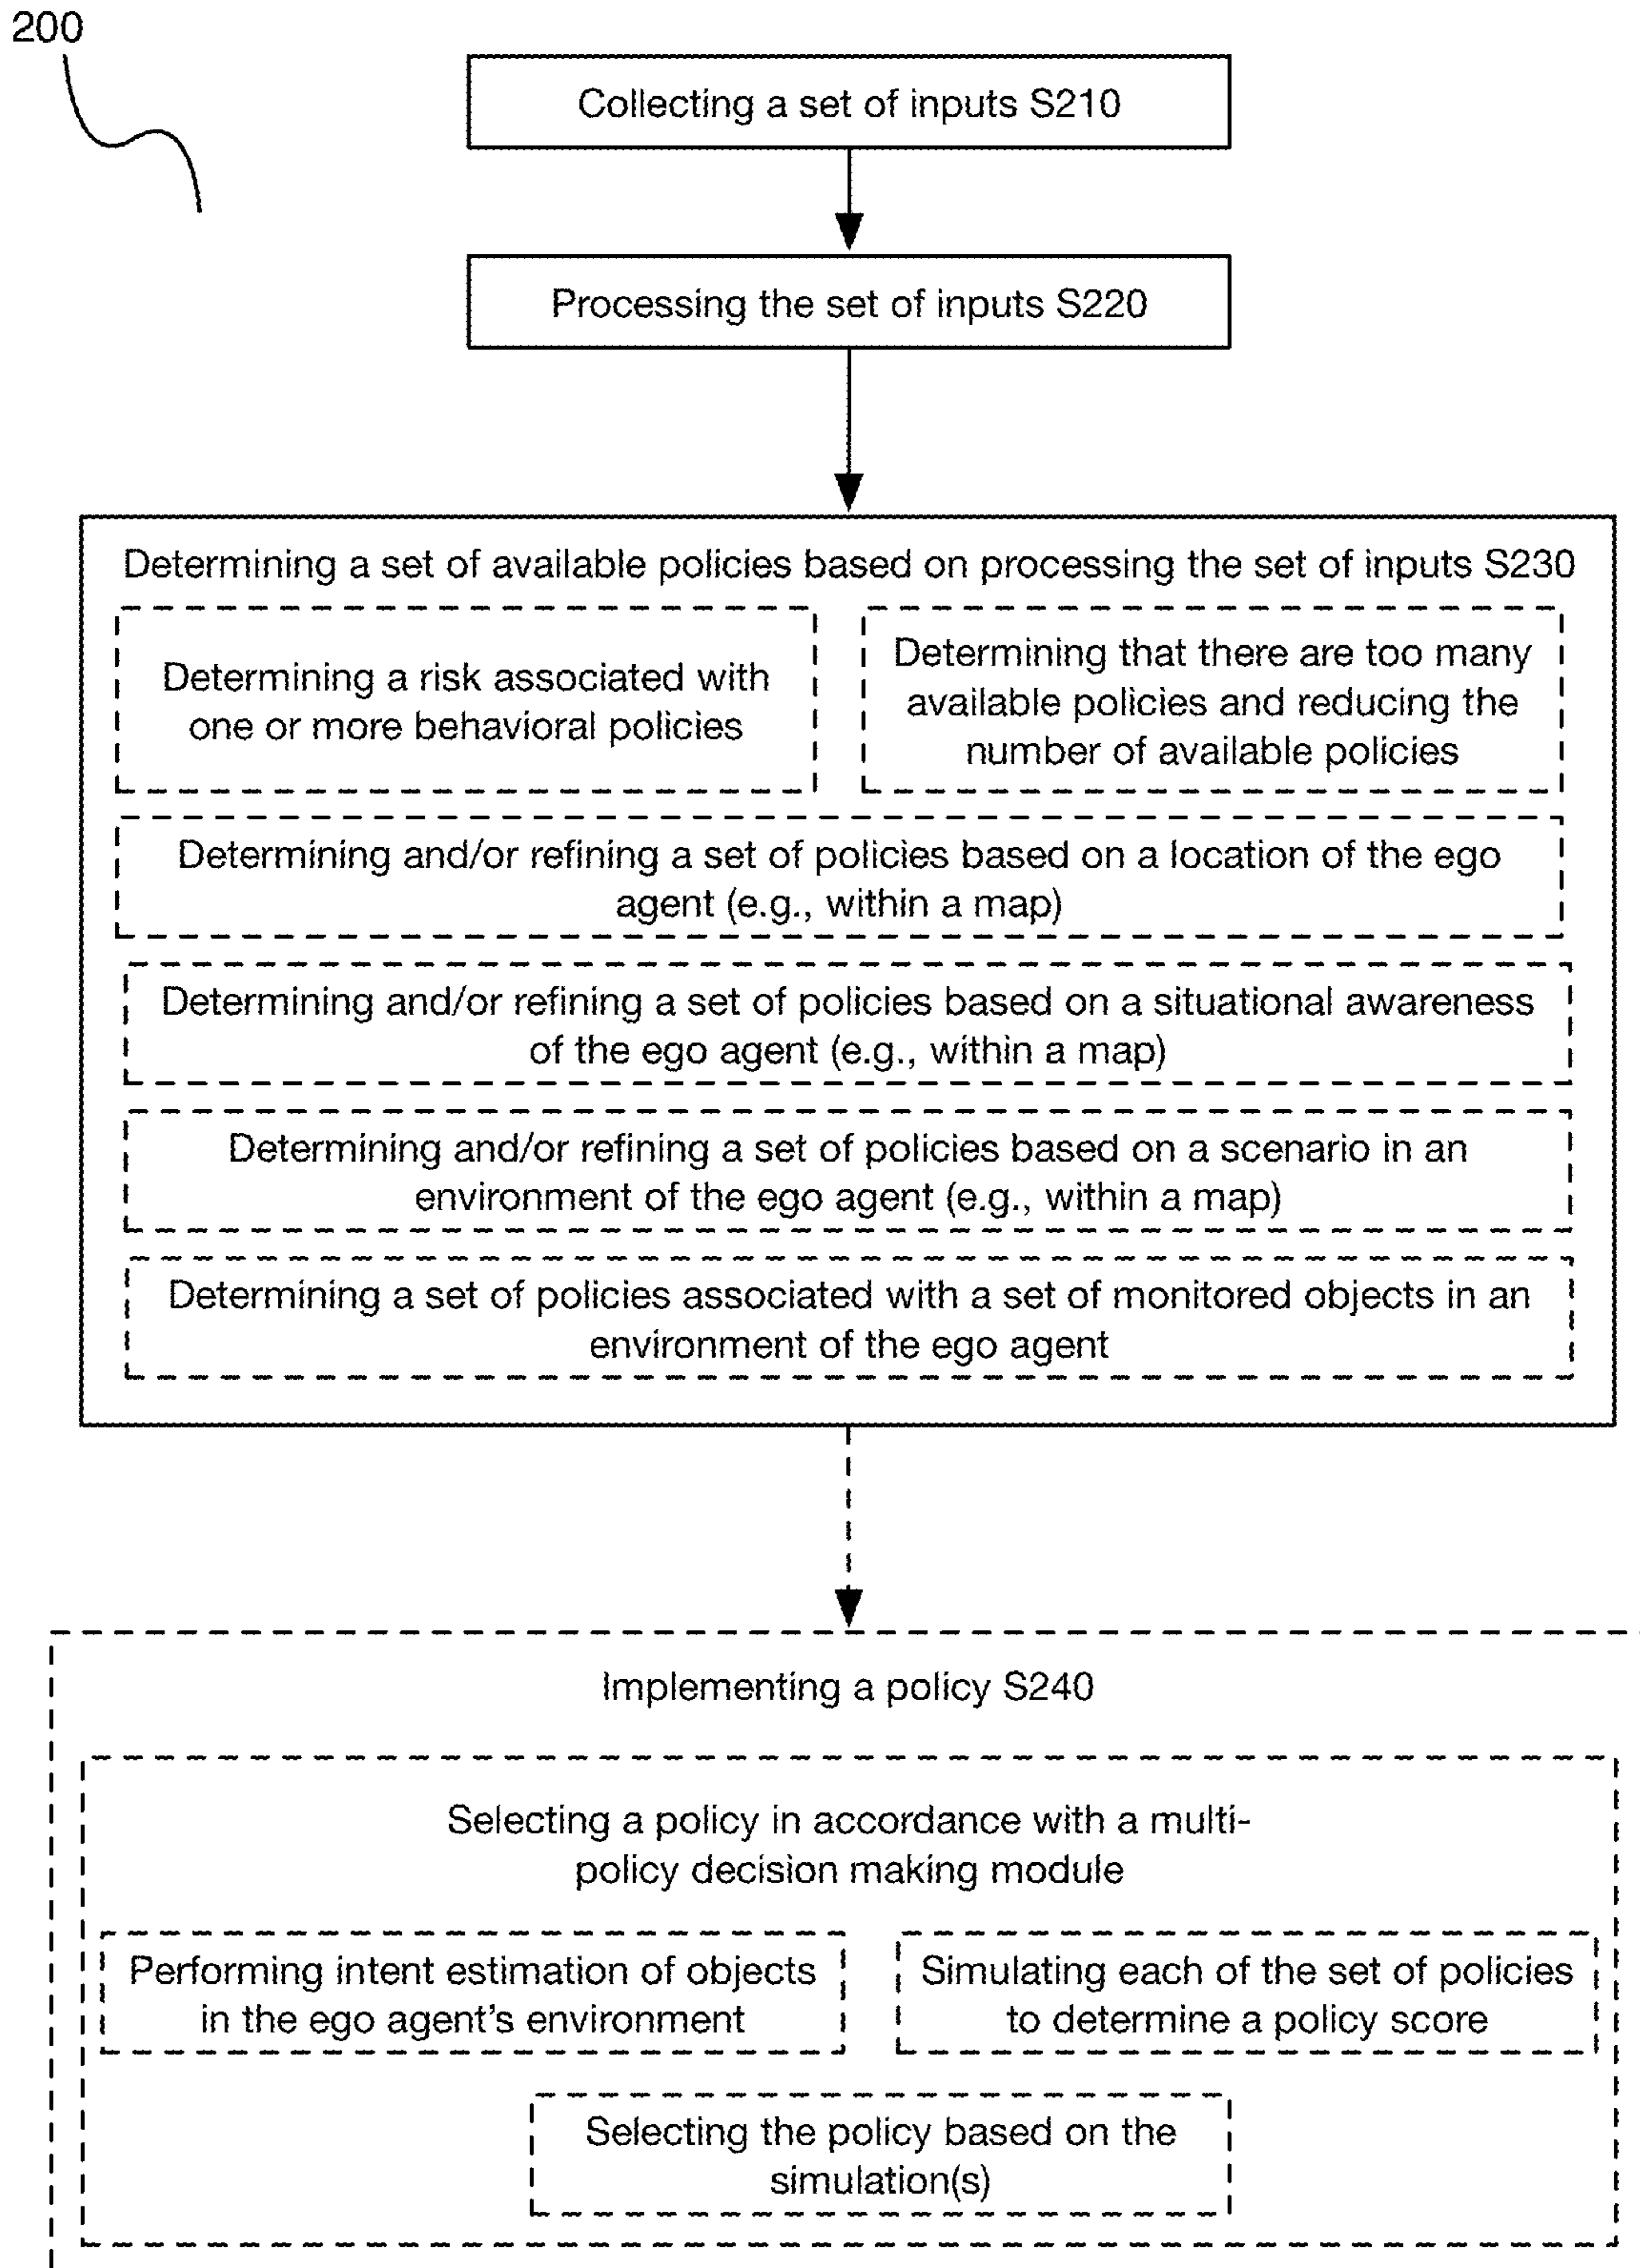 200
Collecting a set of inputs S210
Processing the set of inputs S220
Determining a set of available policies based on processing the set of inputs S230
Determining a risk associated with
one or more behavioral policies
Determining that there are too many
available policies and reducing the
number of available policies
Determining and/or refining a set of policies based on a location of the ego
agent (e.g., within a map)
Determining and/or refining a set of policies based on a situational awareness
of the ego agent (e.g., within a map)
Determining and/or refining a set of policies based on a scenario in an
environment of the ego agent (e.g., within a map)
Determining a set of policies associated with a set of monitored objects in an
environment of the ego agent
Implementing a policy S240
Selecting a policy in accordance with a multi-
policy decision making module
Performing intent estimation of objects
in the ego agent's environment
Simulating each of the set of policies
to determine a policy score
Selecting the policy based on the
simulation(s)